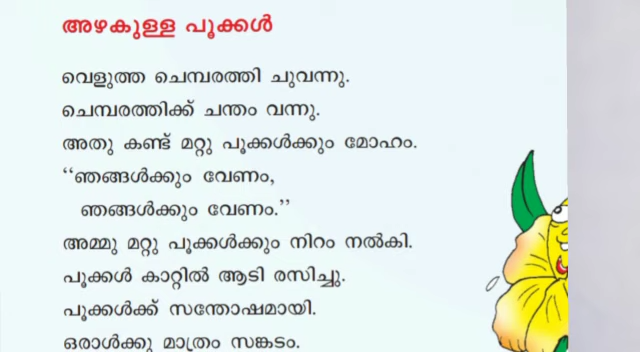 അഴകുള്ള പൂക്കൾ
വെളുത്ത ചെമ്പരത്തി ചുവന്നു.
ചെമ്പരത്തിക്ക് ചന്തം വന്നു.
അതു കണ്ട് മറ്റു പൂക്കൾക്കും മോഹം.
“ഞങ്ങൾക്കും വേണം,
ഞങ്ങൾക്കും വേണം.”
അമ്മു മറ്റു പൂക്കൾക്കും നിറം നൽകി.
പൂക്കൾ കാറ്റിൽ ആടി രസിച്ചു.
പൂക്കൾക്ക് സന്തോഷമായി.
ഒരാൾക്കു മാത്രം സങ്കടം.